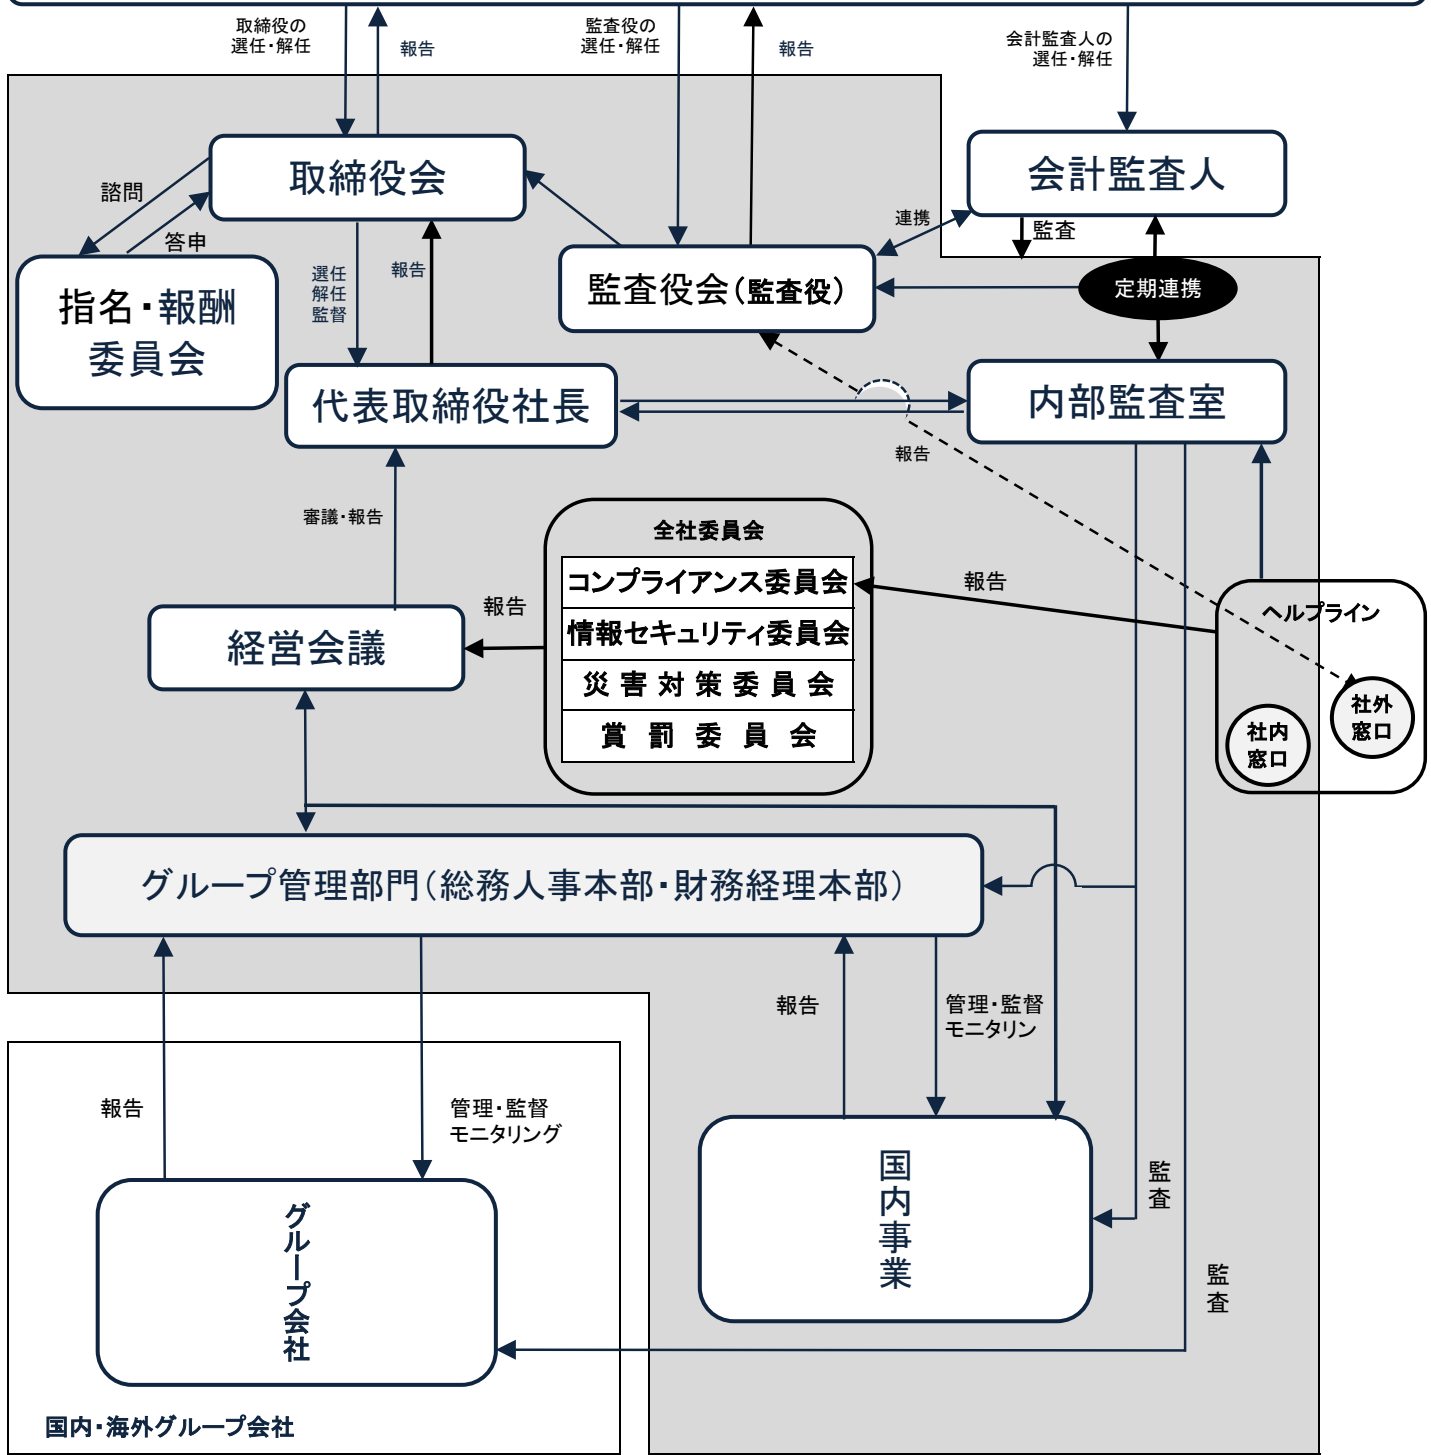 取締役の
選任・解任
報告
監査役の
選任・解任
報告
会計監査人の
選任・解任
取締役会
会計監査人
諮問
答申
連携
監査
選任
解任
監督
報告
監査役会(監査役)
定期連携
指名・報酬
委員会
代表取締役社長
内部監査室
報告
審議・報告
全社委員会
コンプライアンス委員会
情報セキュリティ委員会
災害対策委員会
賞罰委員会
報告
報告
ヘルプライン
社外
窓口
社内
窓口
経営会議
グループ管理部門(総務人事本部・財務経理本部)
報告
管理・監督
モニタリン
報告
管理・監督
モニタリング
国内事業
監査
監査
グループ会社
国内・海外グループ会社